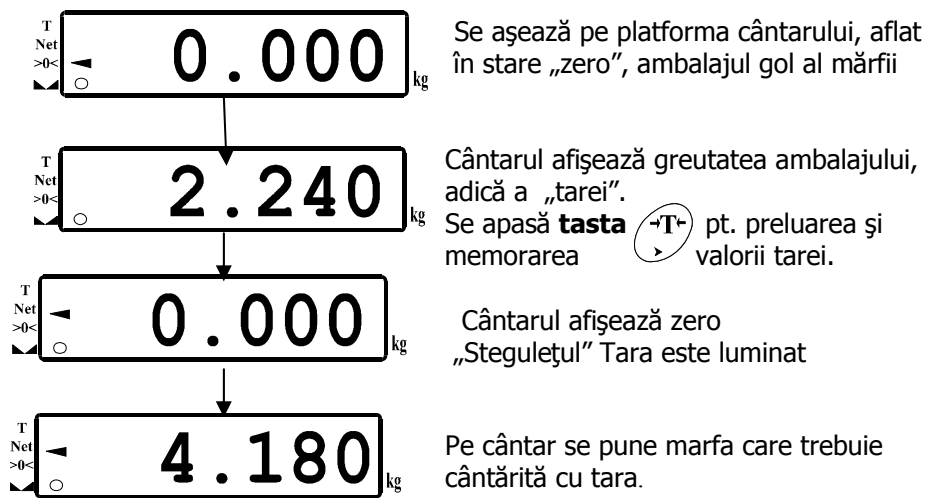 T
Net
>0<
0.000
kg
Se aşează pe platforma cântarului, aflat
în stare „zero”, ambalajul gol al mărfii
T
Net
>0<
2.240
kg
Cântarul afişează greutatea ambalajului,
adică a „tarei”.
Se apasă tasta →T← pt. preluarea şi
memorarea valorii tarei.
T
Net
>0<
0.000
kg
Cântarul afişează zero
„Steguleţul” Tara este luminat
T
Net
>0<
4.180
kg
Pe cântar se pune marfa care trebuie
cântărită cu tara.